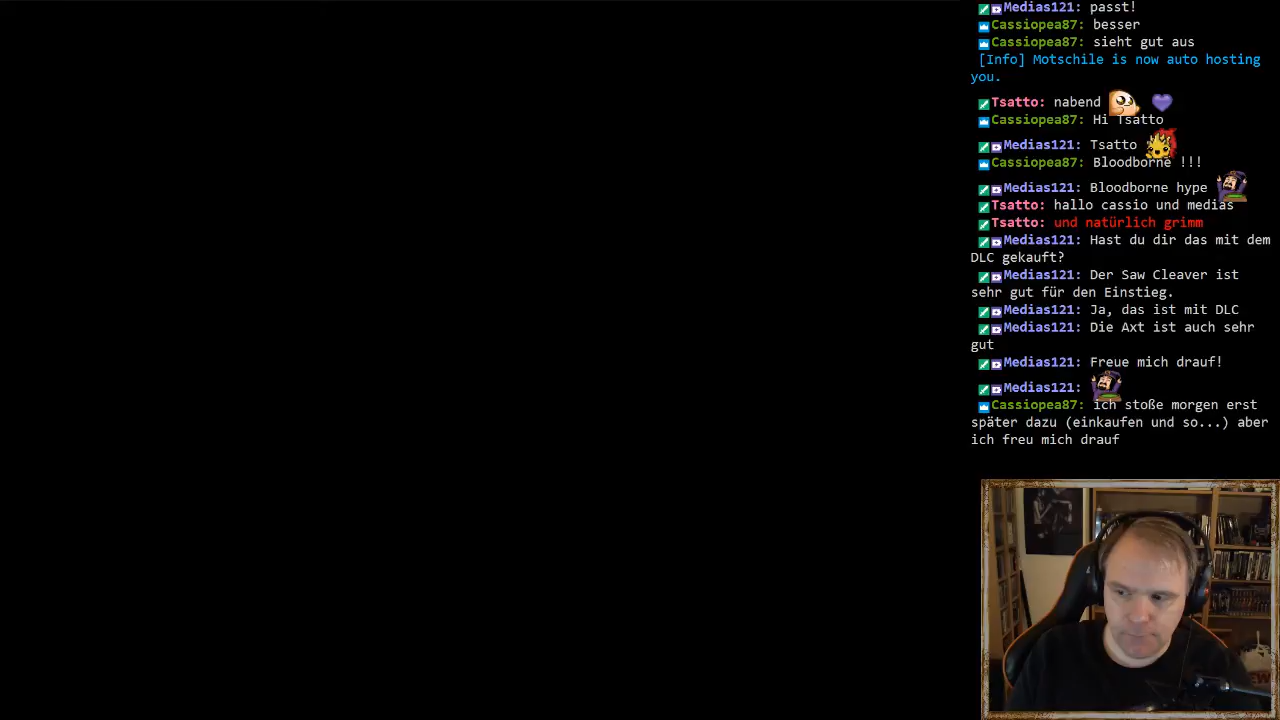 Medias121: passt!
Cassiopea87: besser
Cassiopea87: sieht gut aus
[Info] Motschile is now auto hosting
you.
Tsatto: nabend
Cassiopea87: Hi Tsatto
Medias121: Tsatto
Cassiopea87: Bloodborne !!!
Medias121: Bloodborne hype
Tsatto: hallo cassio und medias
Tsatto: und natürlich grimm
Medias121: Hast du dir das mit dem
DLC gekauft?
Medias121: Der Saw Cleaver ist
sehr gut für den Einstieg.
Medias121: Ja, das ist mit DLC
Medias121: Die Axt ist auch sehr
gut
Medias121: Freue mich drauf!
Medias121:
Cassiopea87: ich stoße morgen erst
später dazu (einkaufen und so...) aber
ich freu mich drauf